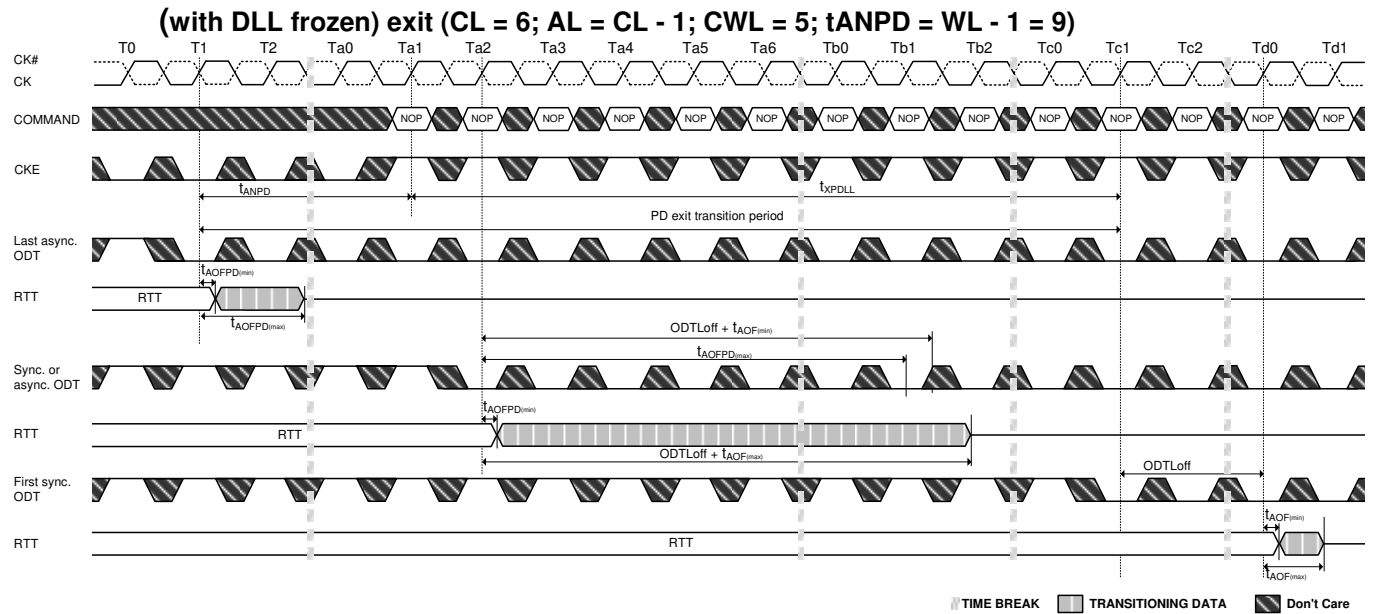 (with DLL frozen) exit (CL = 6; AL = CL - 1; CWL = 5; tANPD = WL - 1 = 9)
T0 T1 T2 Ta0 Ta1 Ta2 Ta3 Ta4 Ta5 Ta6 Tb0 Tb1 Tb2 Tc0 Tc1 Tc2 Td0 Td1
CK#
CK
COMMAND NOP NOP NOP NOP NOP NOP NOP NOP NOP NOP NOP NOP NOP NOP
CKE
tANPD tXPDLL
PD exit transition period
Last async.
ODT
tAOFPD(min)
RTT RTT
tAOFPD(max)
ODTLoff + tAOF(min)
tAOFPD(max)
Sync. or
async. ODT
tAOFPD(min)
RTT RTT
ODTLoff + tAOF(max)
ODTLoff
First sync.
ODT
tAOF(min)
RTT RTT
tAOF(max)
TIME BREAK TRANSITIONING DATA Don't Care